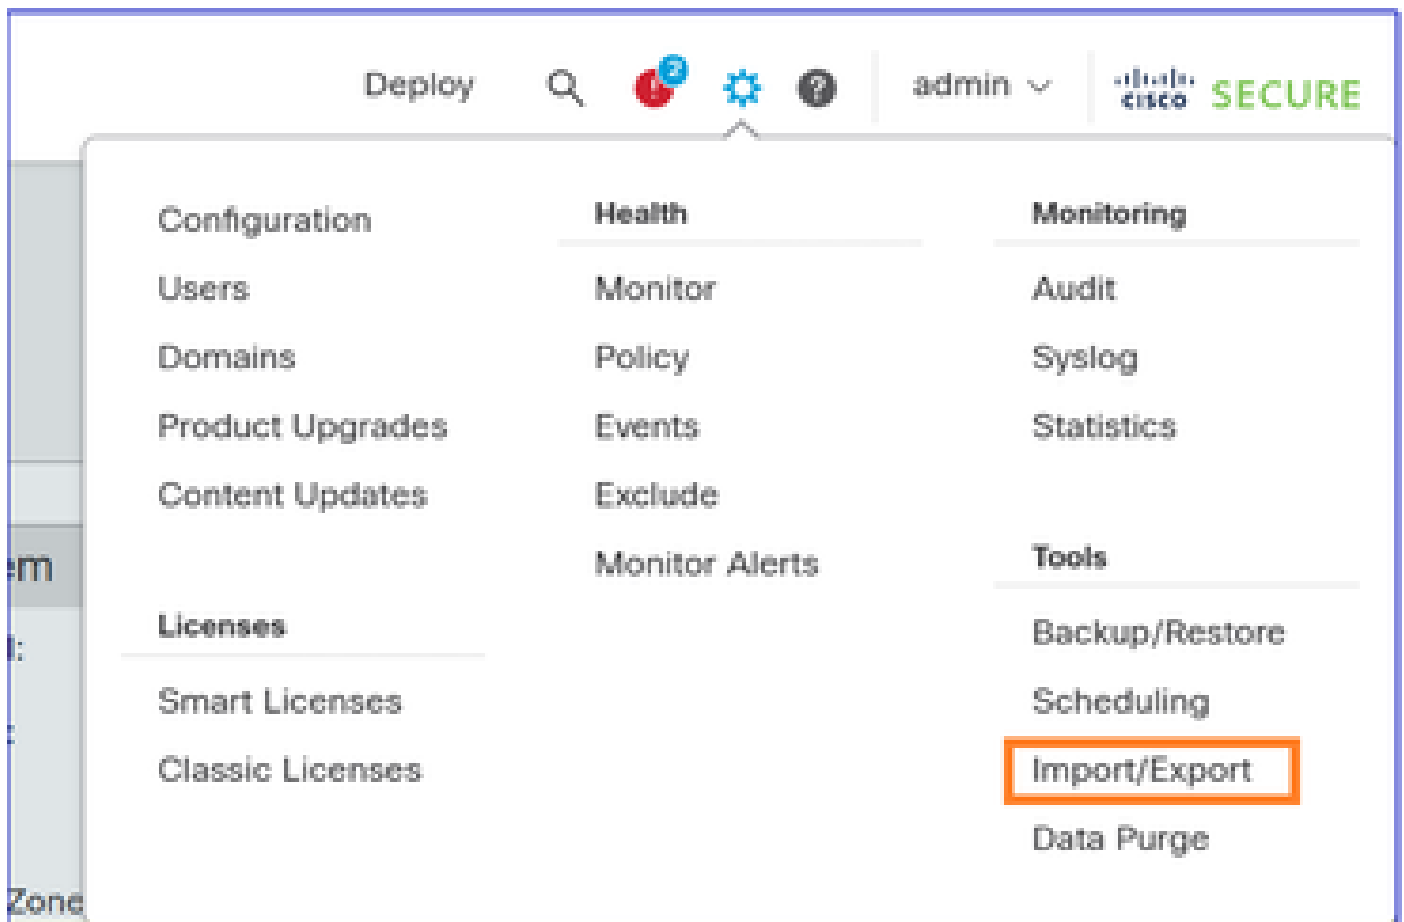 Deploy
admin
CISCO SECURE
Configuration
Users
Domains
Product Upgrades
Content Updates
Licenses
Smart Licenses
Classic Licenses
Health
Monitor
Policy
Events
Exclude
Monitor Alerts
Monitoring
Audit
Syslog
Statistics
Tools
Backup/Restore
Scheduling
Import/Export
Data Purge
em
Zone